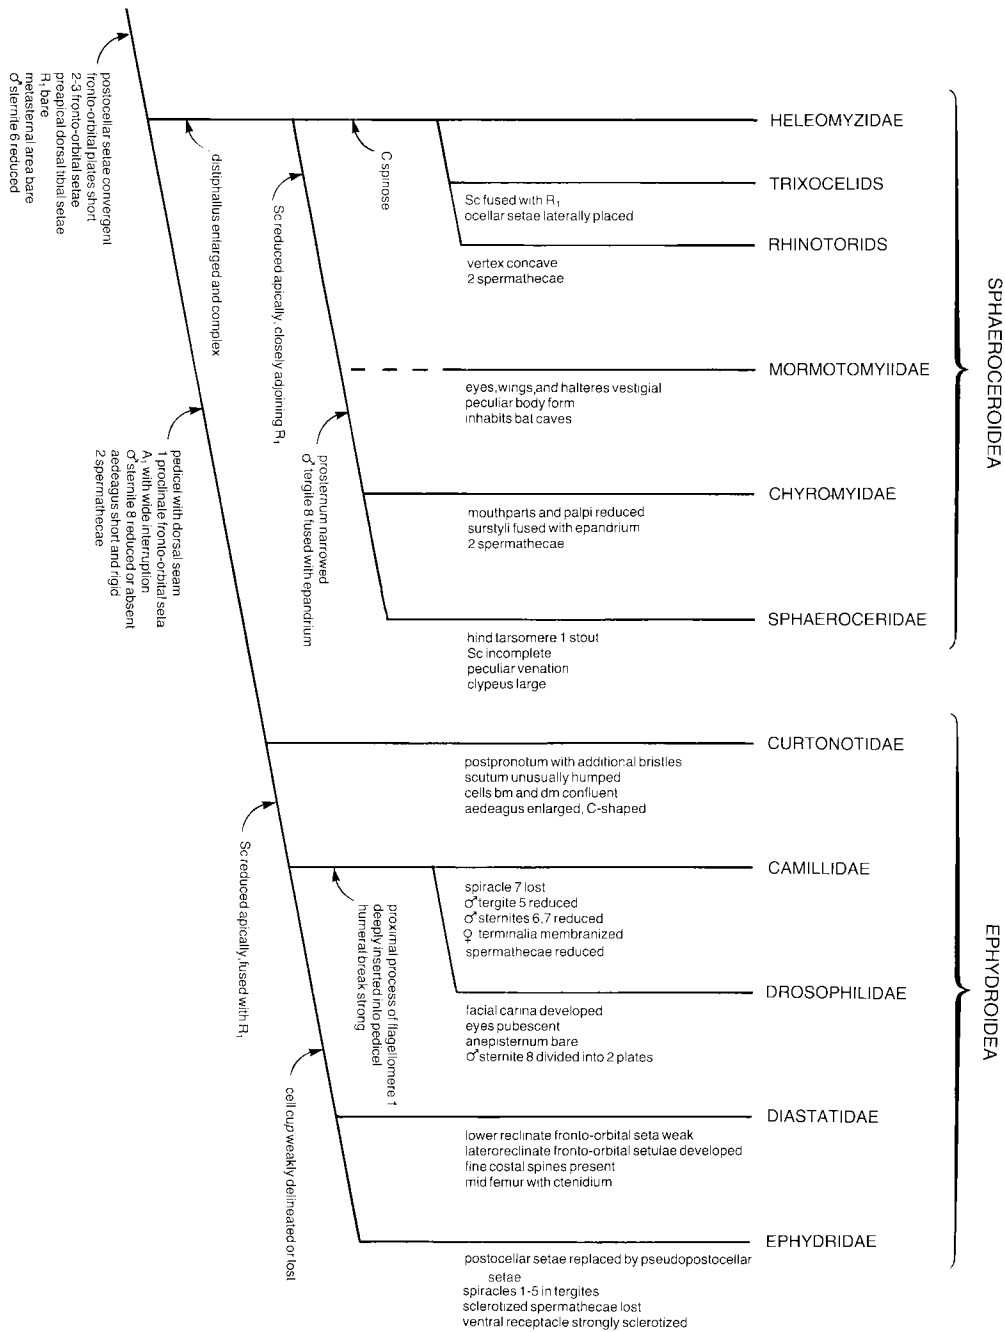 HELEOMYZIDAE
TRIXOCELIDS
Sc fused with R1
ocellar setae laterally placed
RHINOTORIDS
vertex concave
2 spermathecae
MORMOTOMYIIDAE
eyes, wings, and halteres vestigial
peculiar body form
inhabits bat caves
CHYROMYIDAE
mouthparts and palpi reduced
surstyli fused with epandrium
2 spermathecae
SPHAEROCERIDAE
hind tarsomere 1 stout
Sc incomplete
peculiar venation
clypeus large
SPHAEROCEROIDEA
CURTONOTIDAE
postpronotum with additional bristles
scutum unusually humped
cells bm and dm confluent
aedeagus enlarged, C-shaped
CAMILLIDAE
spiracle 7 lost
♂ tergite 5 reduced
♂ sternites 6,7 reduced
♀ terminalia membranized
spermathecae reduced
DROSOPHILIDAE
facial carina developed
eyes pubescent
anepisternum bare
♂ sternite 8 divided into 2 plates
DIASTATIDAE
lower reclinate fronto-orbital seta weak
lateroreclinate fronto-orbital setulae developed
fine costal spines present
mid femur with ctenidium
EPHYDRIDAE
postocellar setae replaced by pseudopostocellar
setae
spiracles 1-5 in tergites
sclerotized spermathecae lost
ventral receptacle strongly sclerotized
EPHYDROIDEA
postocellar setae convergent
fronto-orbital plates short
2-3 fronto-orbital setae
preapical dorsal tibial setae
R1 bare
metasternal area bare
♂ sternite 6 reduced
distiphallus enlarged and complex
C spinose
Sc reduced apically, closely adjoining R1
prosternum narrowed
♂ tergile 8 fused with epandrium
pedicel with dorsal seam
1 proclinate fronto-orbital seta
A1 with wide interruption
♂ sternite 8 reduced or absent
aedeagus short and rigid
2 spermathecae
Sc reduced apically, fused with R1
proximal process of flagellomere 1
deeply inserted into pedicel
humeral break strong
cell cup weakly delineated or lost